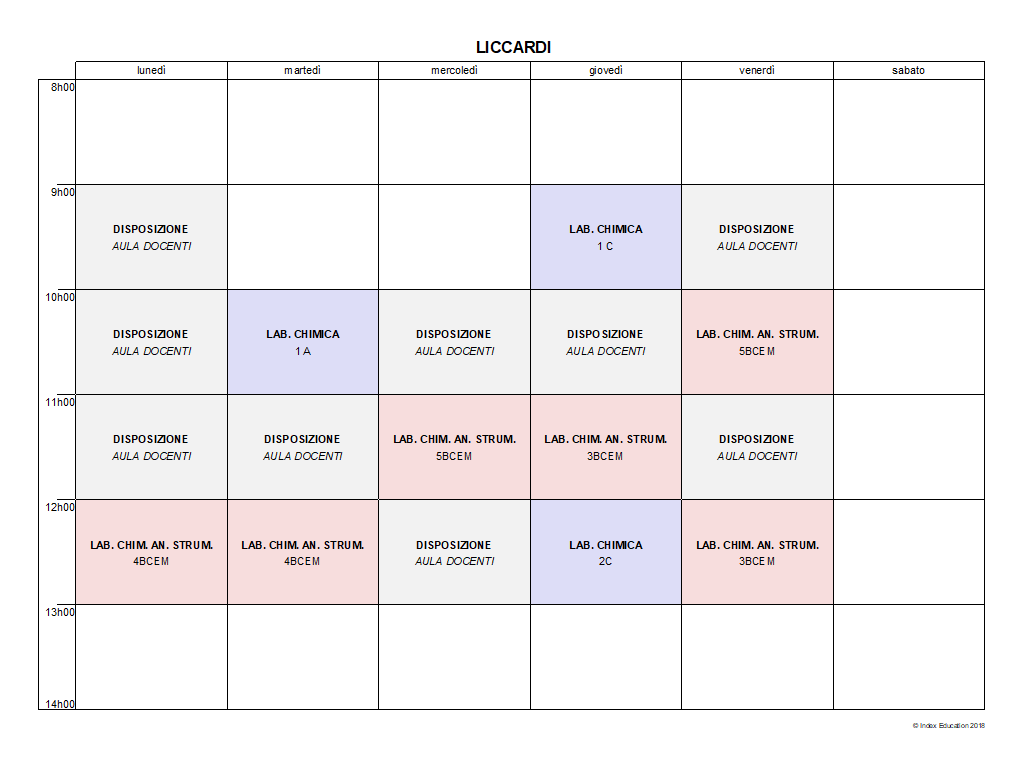 LICCARDI
lunedì martedì mercoledì giovedì venerdì sabato
8h00
9h00
DISPOSIZIONE LAB. CHIMICA DISPOSIZIONE
AULA DOCENTI 1 C AULA DOCENTI
10h00
DISPOSIZIONE LAB. CHIMICA DISPOSIZIONE DISPOSIZIONE LAB. CHIM. AN. STRUM.
AULA DOCENTI 1 A AULA DOCENTI AULA DOCENTI 5BCEM
11h00
DISPOSIZIONE DISPOSIZIONE LAB. CHIM. AN. STRUM. LAB. CHIM. AN. STRUM. DISPOSIZIONE
AULA DOCENTI AULA DOCENTI 5BCEM 3BCEM AULA DOCENTI
12h00
LAB. CHIM. AN. STRUM. LAB. CHIM. AN. STRUM. DISPOSIZIONE LAB. CHIMICA LAB. CHIM. AN. STRUM.
4BCEM 4BCEM AULA DOCENTI 2C 3BCEM
13h00
14h00
© Index Education 2018